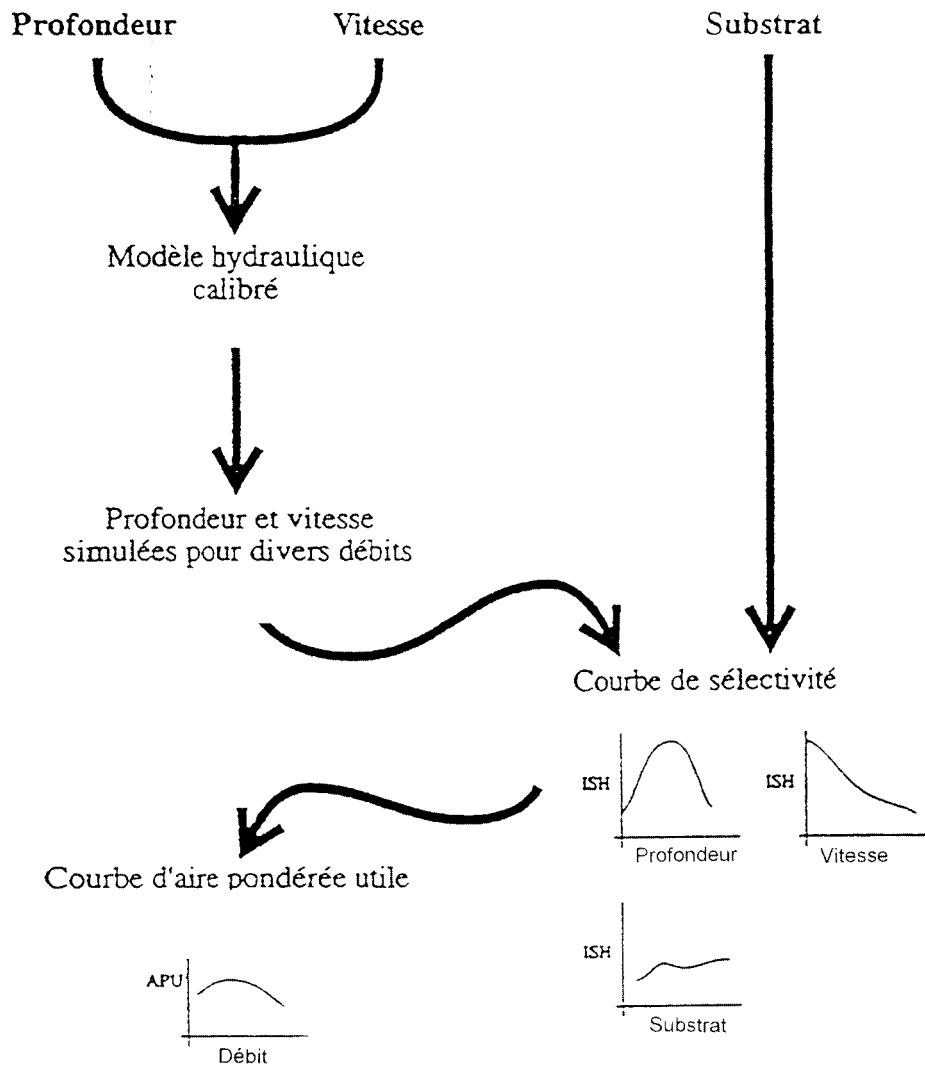 Profondeur
Vitesse
Substrat
Modèle hydraulique
calibré
Profondeur et vitesse
simulées pour divers débits
Courbe de sélectivité
ISH
Profondeur
ISH
Vitesse
Courbe d'aire pondérée utile
ISH
Substrat
APU
Débit